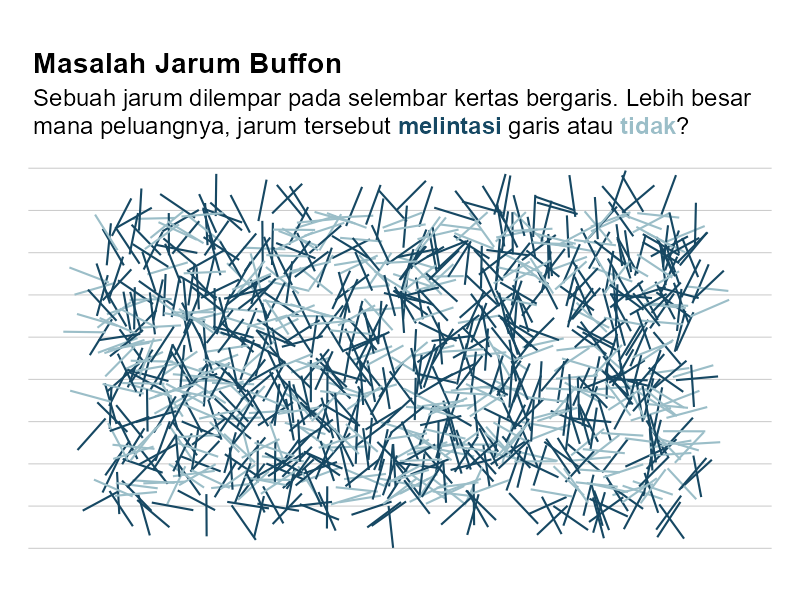 Masalah Jarum Buffon
Sebuah jarum dilempar pada selembar kertas bergaris. Lebih besar
mana peluangnya, jarum tersebut melintasi garis atau tidak?